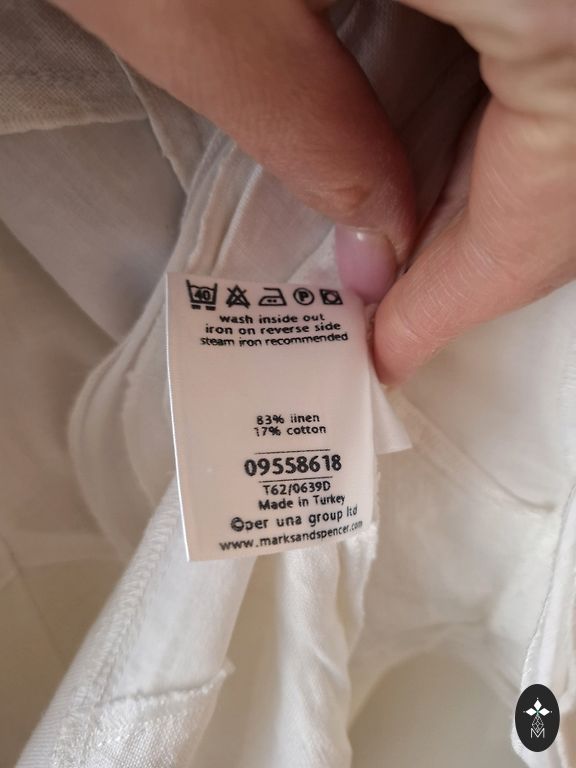 40 P
wash inside out
iron on reverse side
steam iron recommended
83% linen
17% cotton
09558618
T62/0639D
Made in Turkey
©per una group ltd
www.marksandspencer.com
M